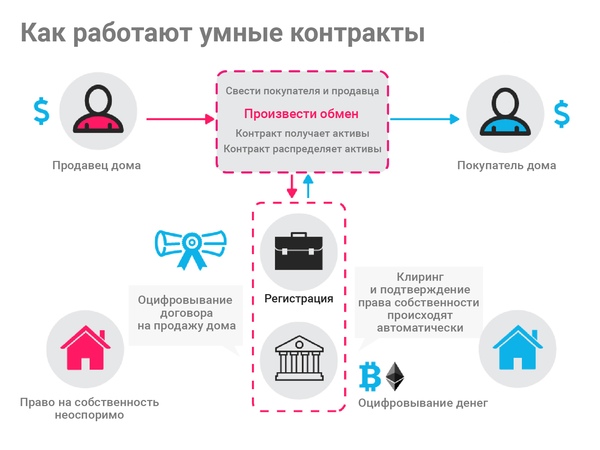 Как работают умные контракты
$
Свести покупателя и продавца
Произвести обмен
Контракт получает активы
Контракт распределяет активы
$
Продавец дома
Покупатель дома
Регистрация
Оцифровывание
договора
на продажу дома
Клиринг
и подтверждение
права собственности
происходят
автоматически
Право на собственность
неоспоримо
Оцифровывание денег